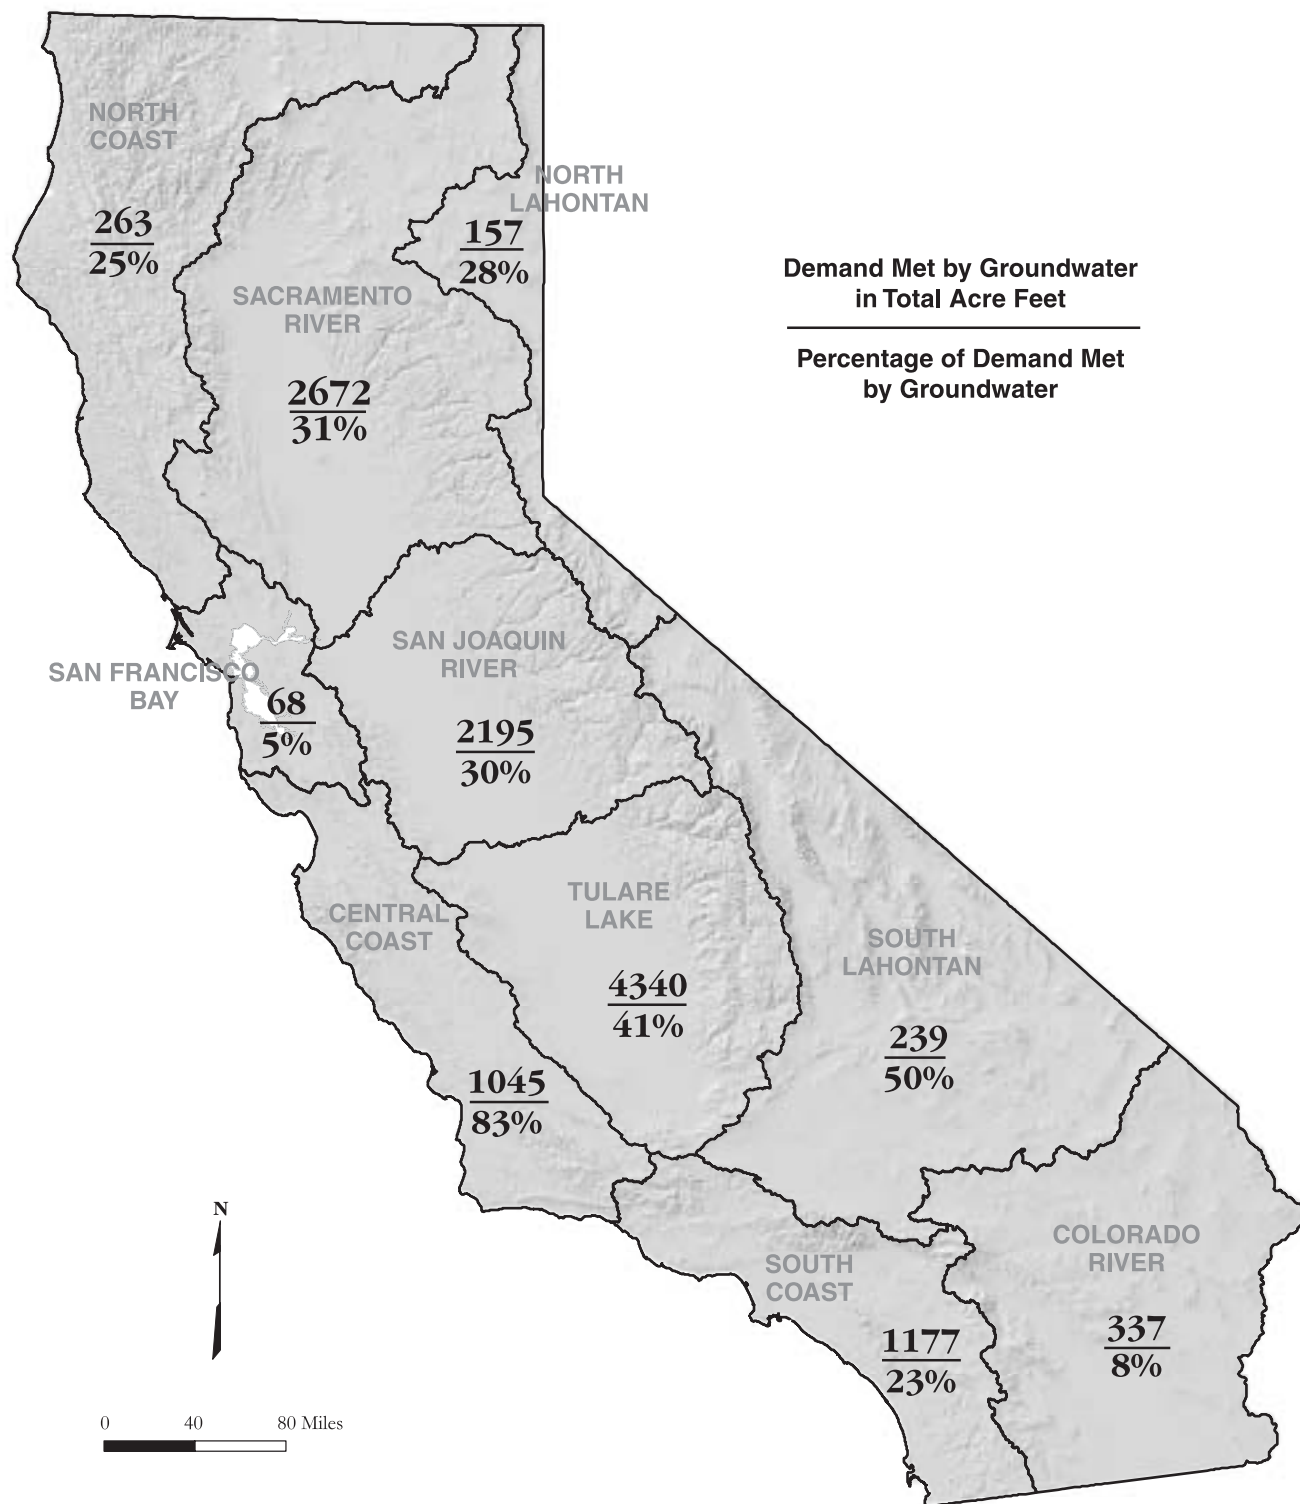 NORTH
COAST
263
25%
NORTH
LAHONTAN
157
28%
SACRAMENTO
RIVER
2672
31%
Demand Met by Groundwater
in Total Acre Feet
Percentage of Demand Met
by Groundwater
SAN FRANCISCO
BAY
68
5%
SAN JOAQUIN
RIVER
2195
30%
CENTRAL
COAST
1045
83%
TULARE
LAKE
4340
41%
SOUTH
LAHONTAN
239
50%
SOUTH
COAST
1177
23%
COLORADO
RIVER
337
8%
N
0 40 80 Miles